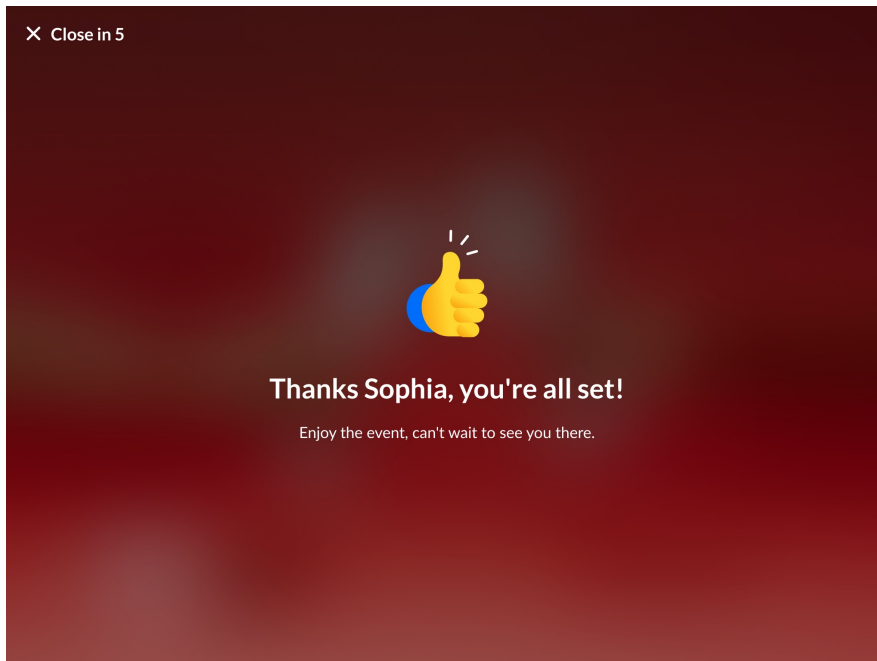 Close in 5
Thanks Sophia, you're all set!
Enjoy the event, can't wait to see you there.